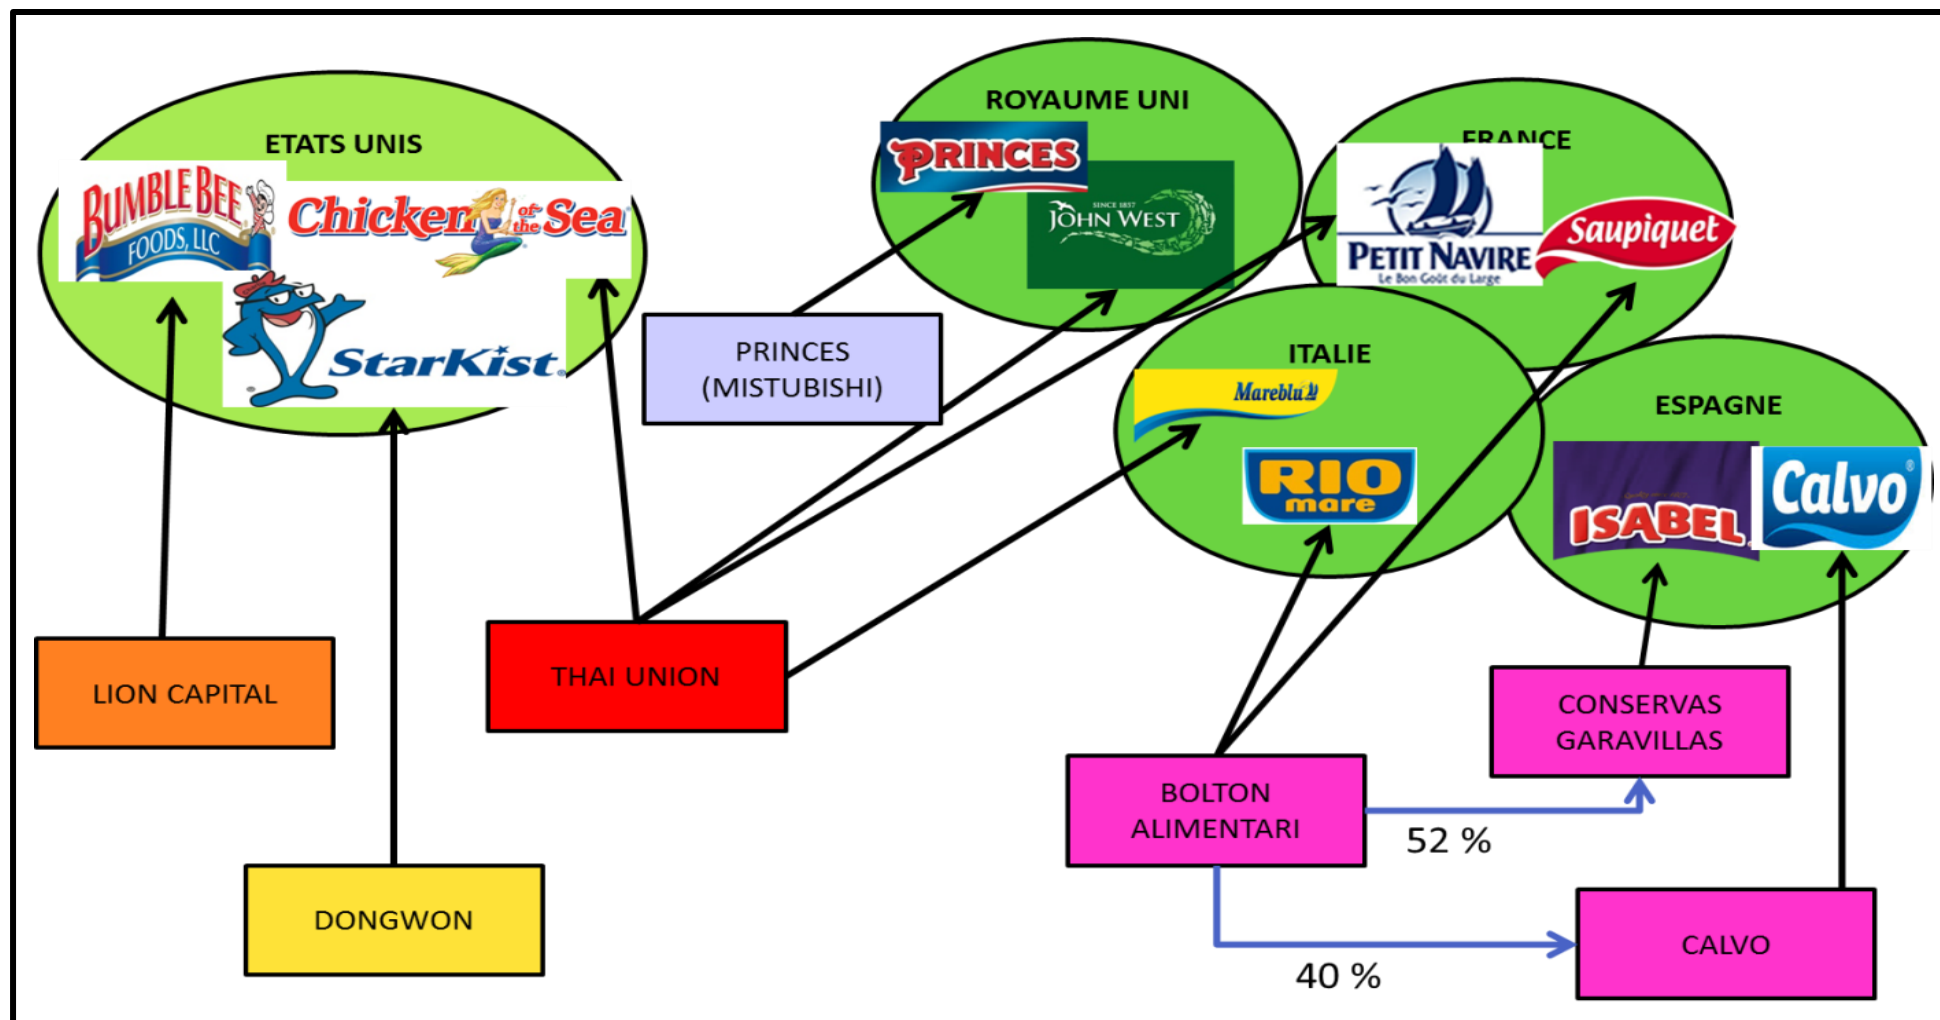 ETATS UNIS
BUMBLE BEE
FOODS, LLC
Chicken of the Sea
StarKist
ROYAUME UNI
PRINCES
SINCE 1857
JOHN WEST
FRANCE
PETIT NAVIRE
Le Bon Goût du Large
Saupiquet
ITALIE
Mareblu
RIO
mare
ESPAGNE
ISABEL
Calvo
PRINCES
(MISTUBISHI)
LION CAPITAL
THAI UNION
DONGWON
BOLTON
ALIMENTARI
CONSERVAS
GARAVILLAS
52 %
40 %
CALVO